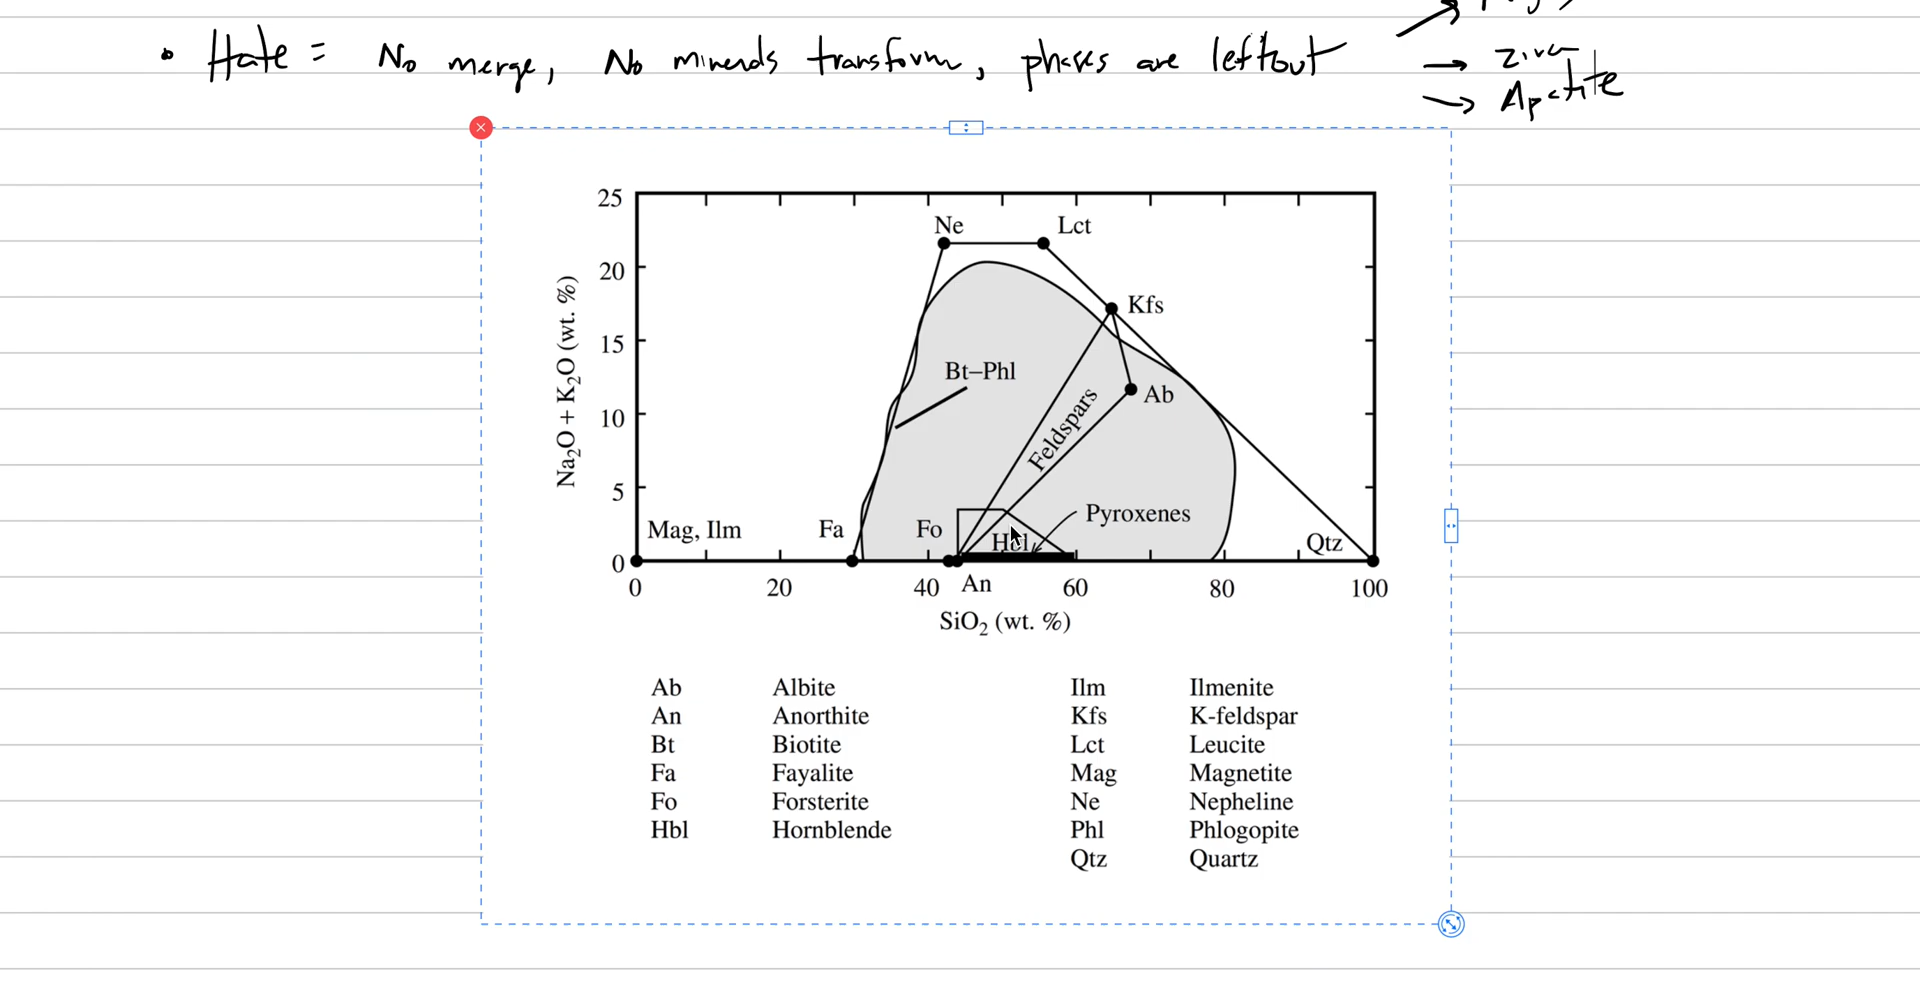 • Hate = No merge, No minerals transform, phases are leftout
→ Zircn
→ Apatite
25
Ne
Lct
20
Kfs
15
Bt–Phl
Ab
10
Feldspars
Na₂O + K₂O (wt. %)
5
Pyroxenes
Mag, Ilm
Fa
Fo
Hbl
Qtz
0
0
20
40
An
60
80
100
SiO₂ (wt. %)
Ab Albite Ilm Ilmenite
An Anorthite Kfs K-feldspar
Bt Biotite Lct Leucite
Fa Fayalite Mag Magnetite
Fo Forsterite Ne Nepheline
Hbl Hornblende Phl Phlogopite
Qtz Quartz